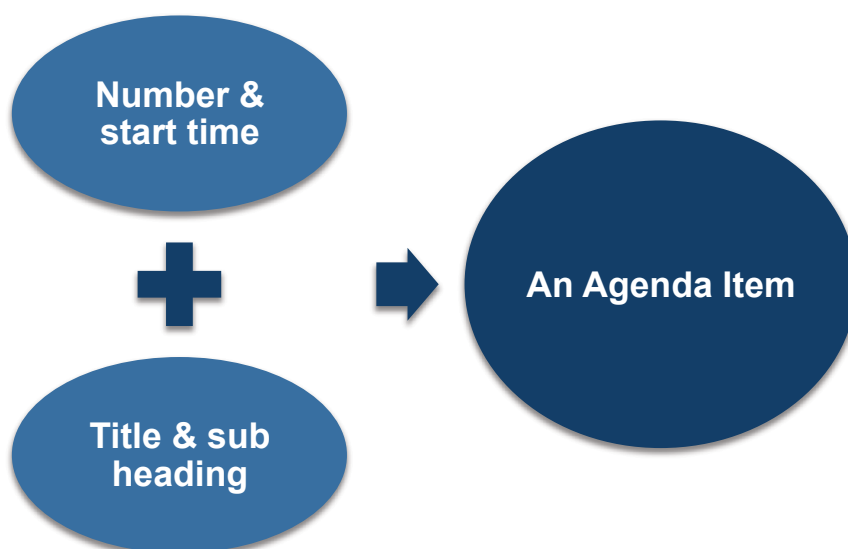 Number &
start time
An Agenda Item
Title & sub
heading